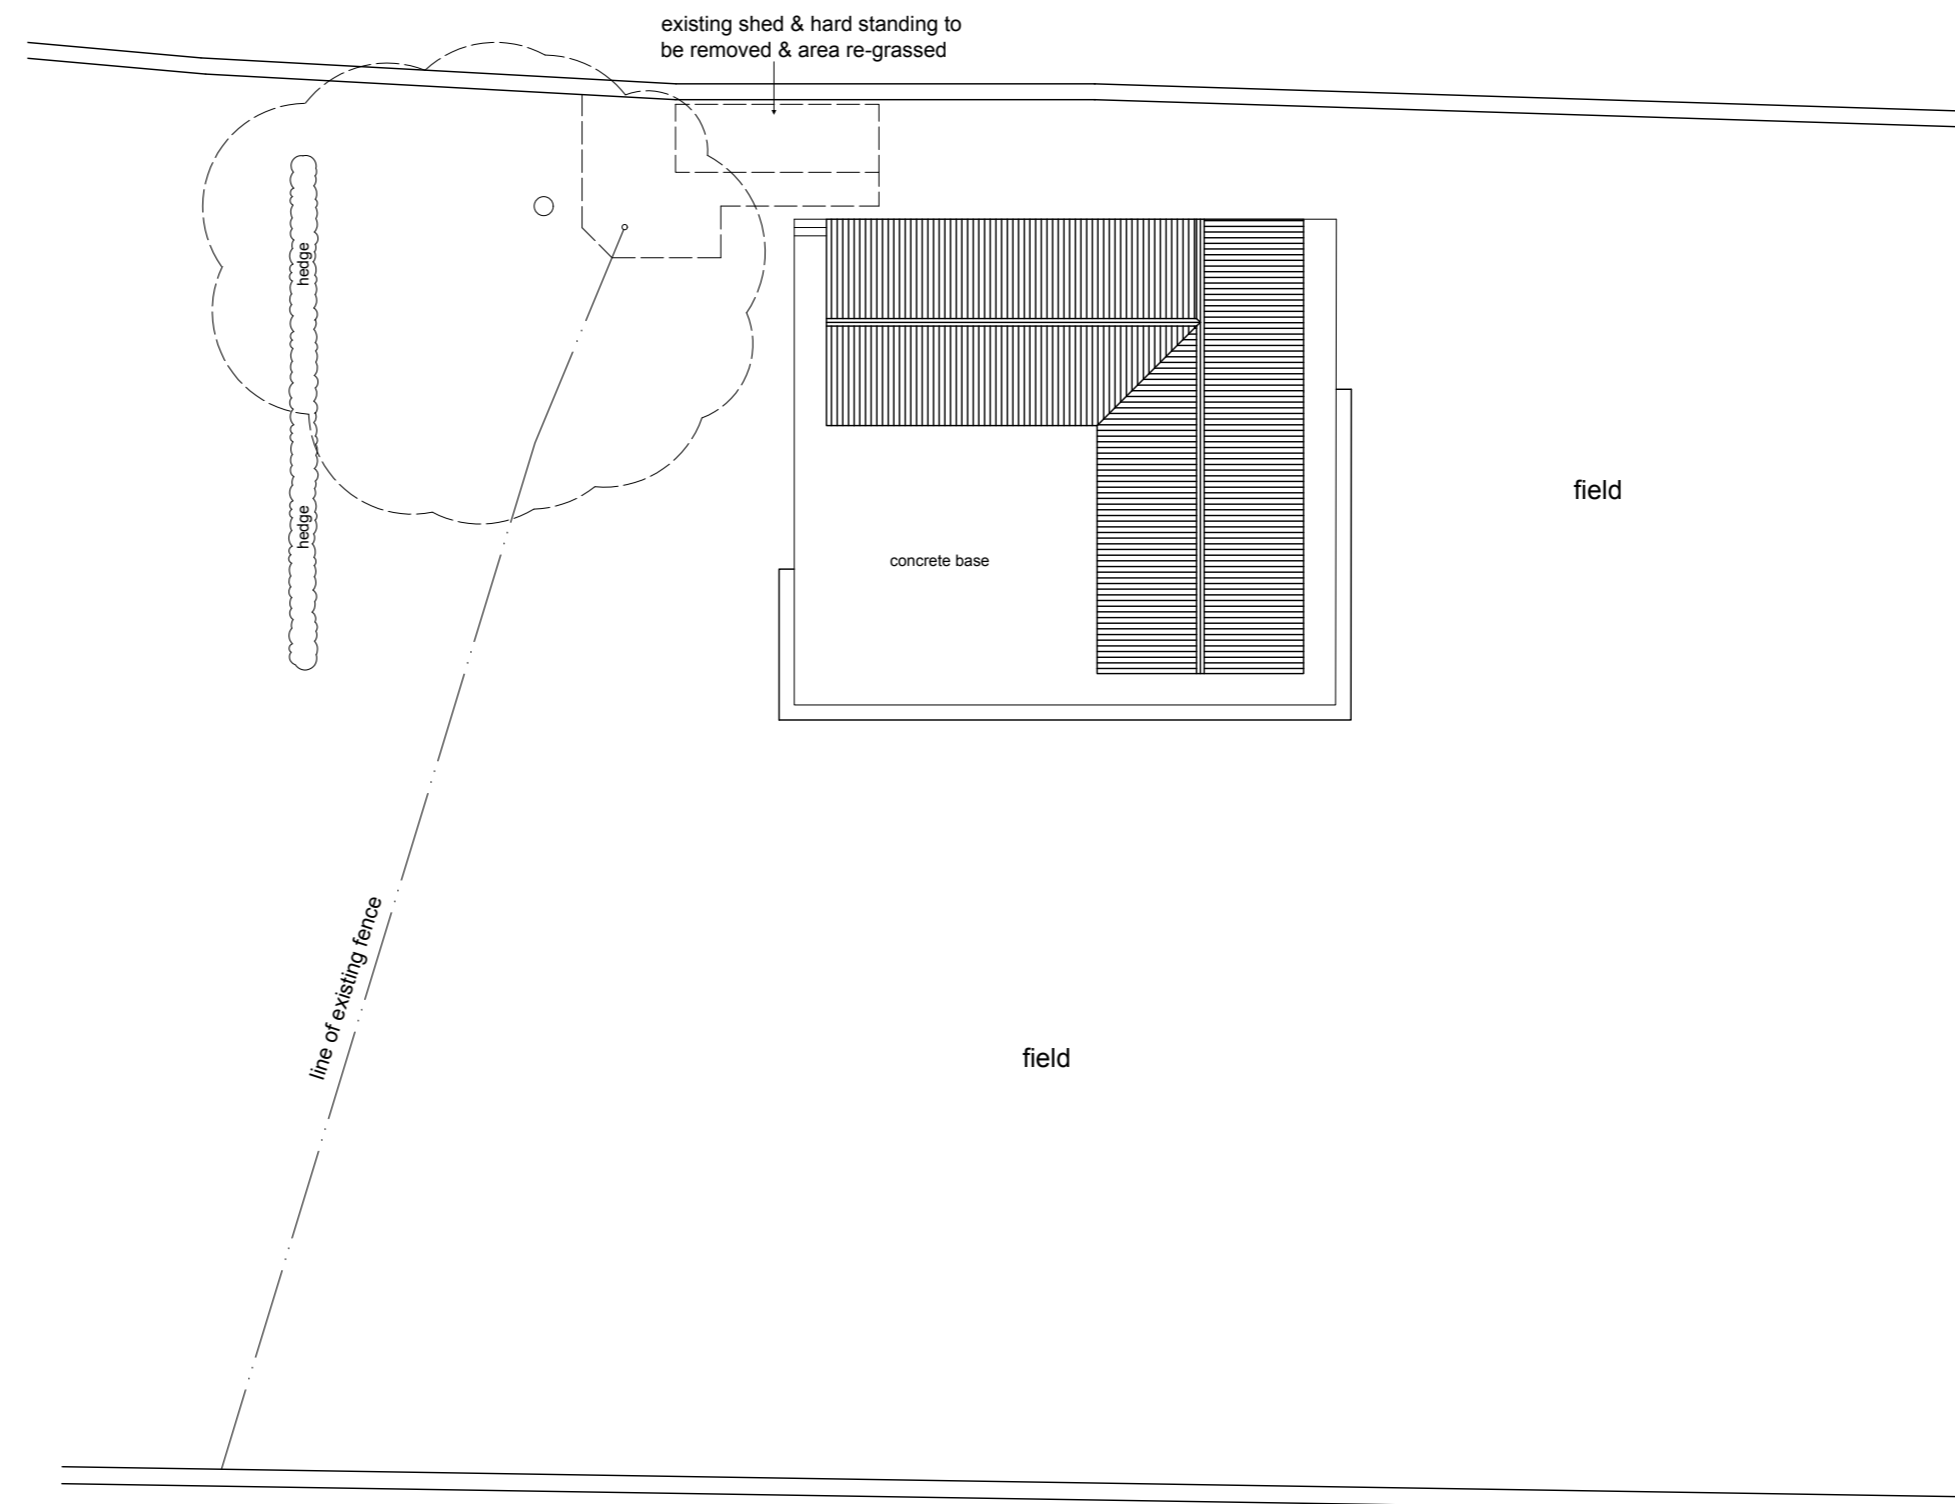 existing shed & hard standing to
be removed & area re-grassed
hedge
hedge
field
concrete base
line of existing fence
field